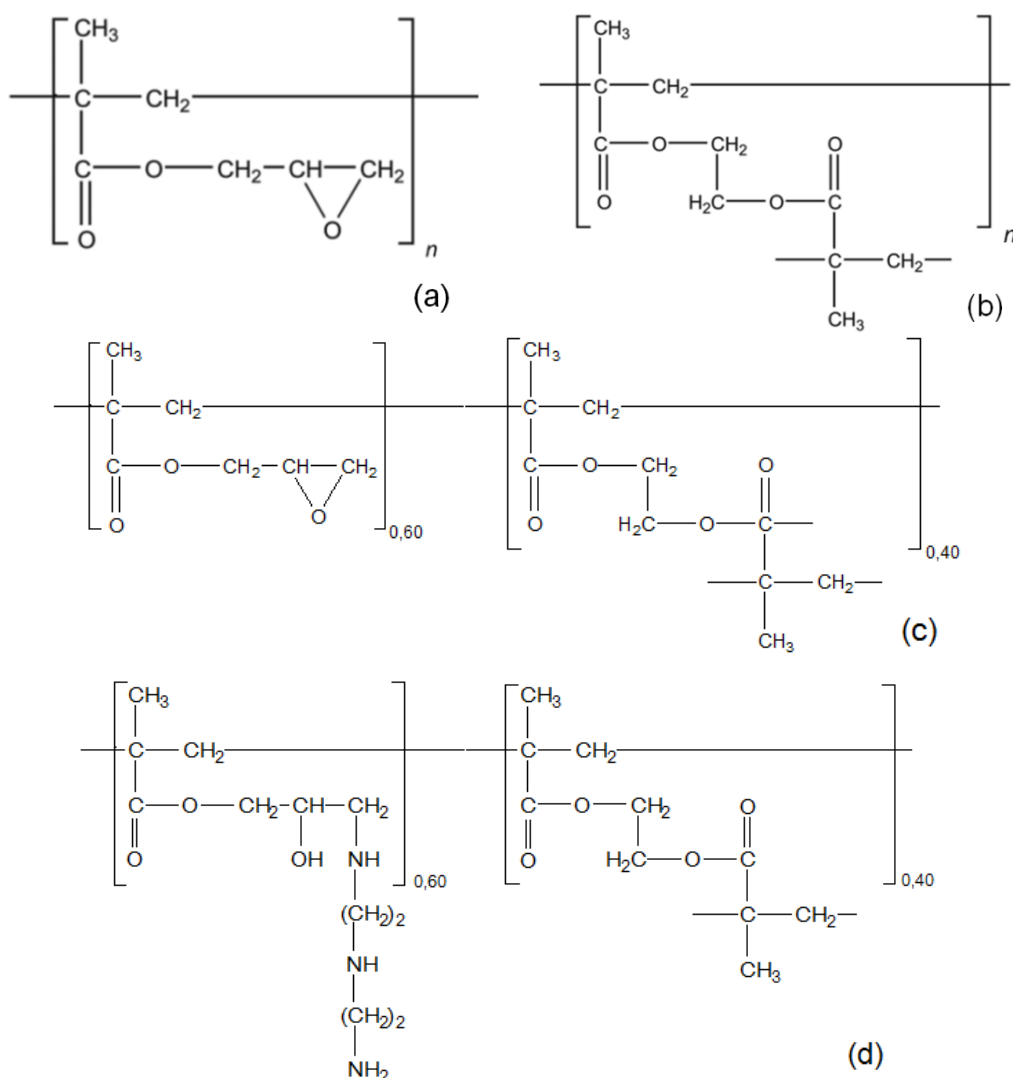 CH₃ CH₃
C CH₂ C CH₂
C O CH₂ CH CH₂ C O CH₂ O
O O O H₂C O C
n n
C CH₂
(a) CH₃ (b)
CH₃ CH₃
C CH₂ C CH₂
C O CH₂ CH CH₂ C O CH₂ O
O O O H₂C O C
0,60 0,40
C CH₂
CH₃ (c)
CH₃ CH₃
C CH₂ C CH₂
C O CH₂ CH CH₂ C O CH₂ O
O OH NH O H₂C O C
0,60 0,40
(CH₂)₂ C CH₂
NH CH₃
(CH₂)₂
NH₂ (d)